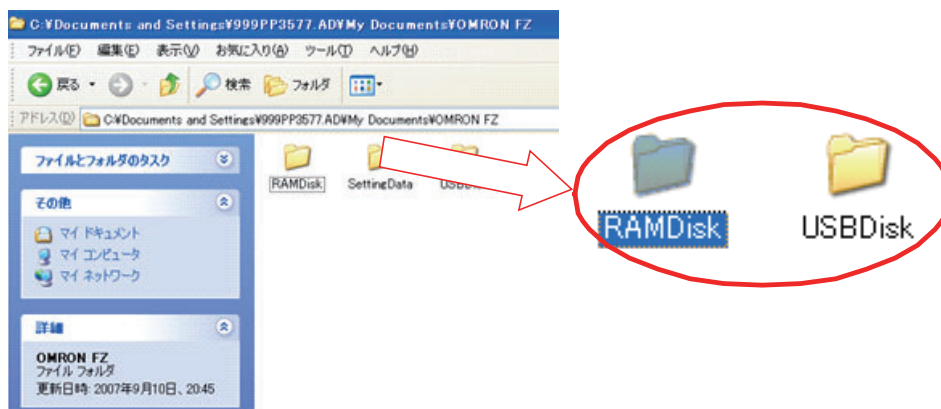 C:¥Documents and Settings¥999PP3577.AD¥My Documents¥OMRON FZ
ファイル(F) 編集(E) 表示(V) お気に入り(A) ツール(T) ヘルプ(H)
戻る 検索 フォルダ
アドレス(D) C:¥Documents and Settings¥999PP3577.AD¥My Documents¥OMRON FZ
ファイルとフォルダのタスク
その他
マイ ドキュメント
マイ コンピュータ
マイ ネットワーク
詳細
OMRON FZ
ファイル フォルダ
更新日時: 2007年9月10日、20:45
RAMDisk SettingData
RAMDisk USBDisk